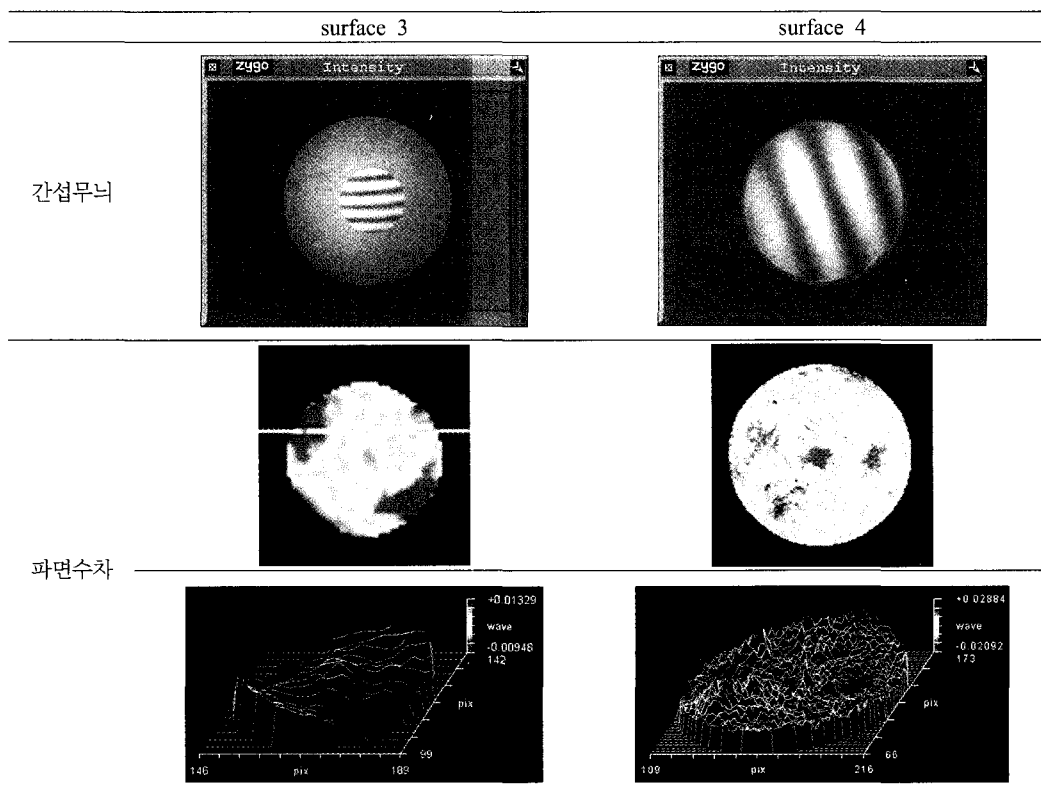 surface 3 surface 4
간섭무늬
zygo Intensity
zygo Intensity
파면수차
+0.01329
wave
-0.00948
142
pix
99
146 pix 189
+0.02884
wave
-0.02092
173
pix
66
109 pix 216